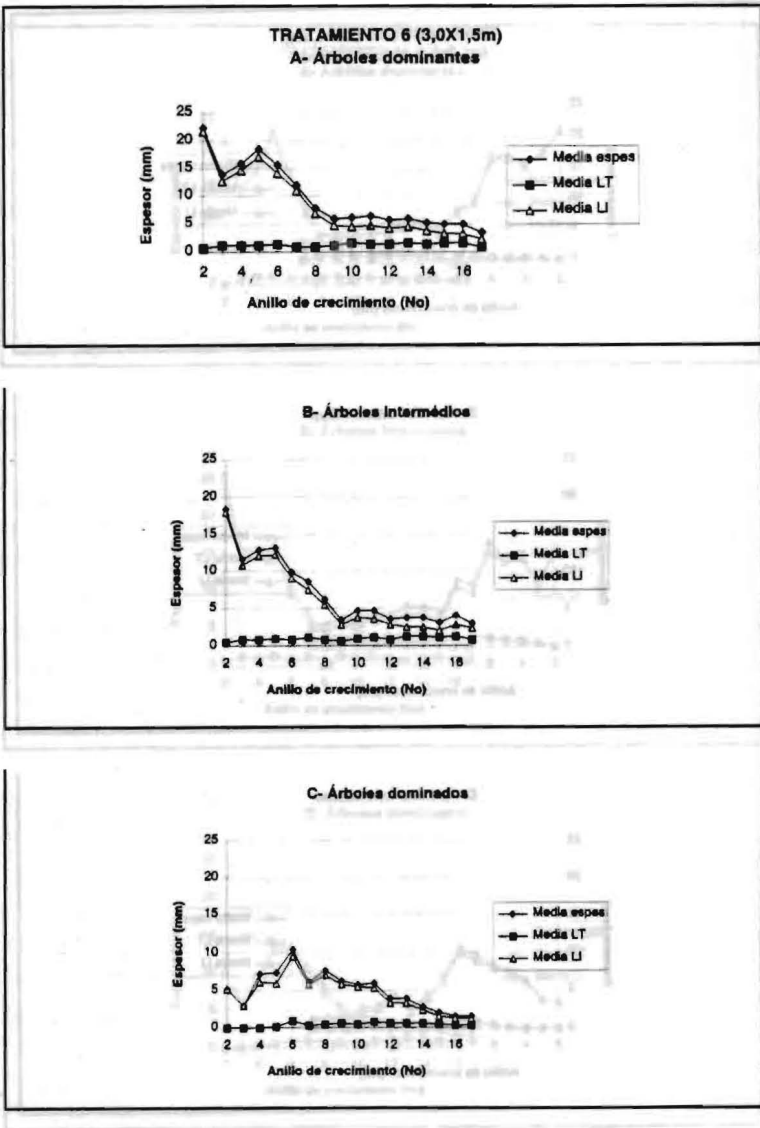 TRATAMIENTO 6 (3,0X1,5m)
A- Árboles dominantes
25
20
15
10
5
0
Espesor (mm)
2 4 6 8 10 12 14 16
Anillo de crecimiento (No)
Media espes
Media LT
Media LI
B- Árboles Intermédios
25
20
15
10
5
0
Espesor (mm)
2 4 6 8 10 12 14 16
Anillo de crecimiento (No)
Media espes
Media LT
Media LI
C- Árboles dominados
25
20
15
10
5
0
Espesor (mm)
2 4 6 8 10 12 14 16
Anillo de crecimiento (No)
Media espes
Media LT
Media LI